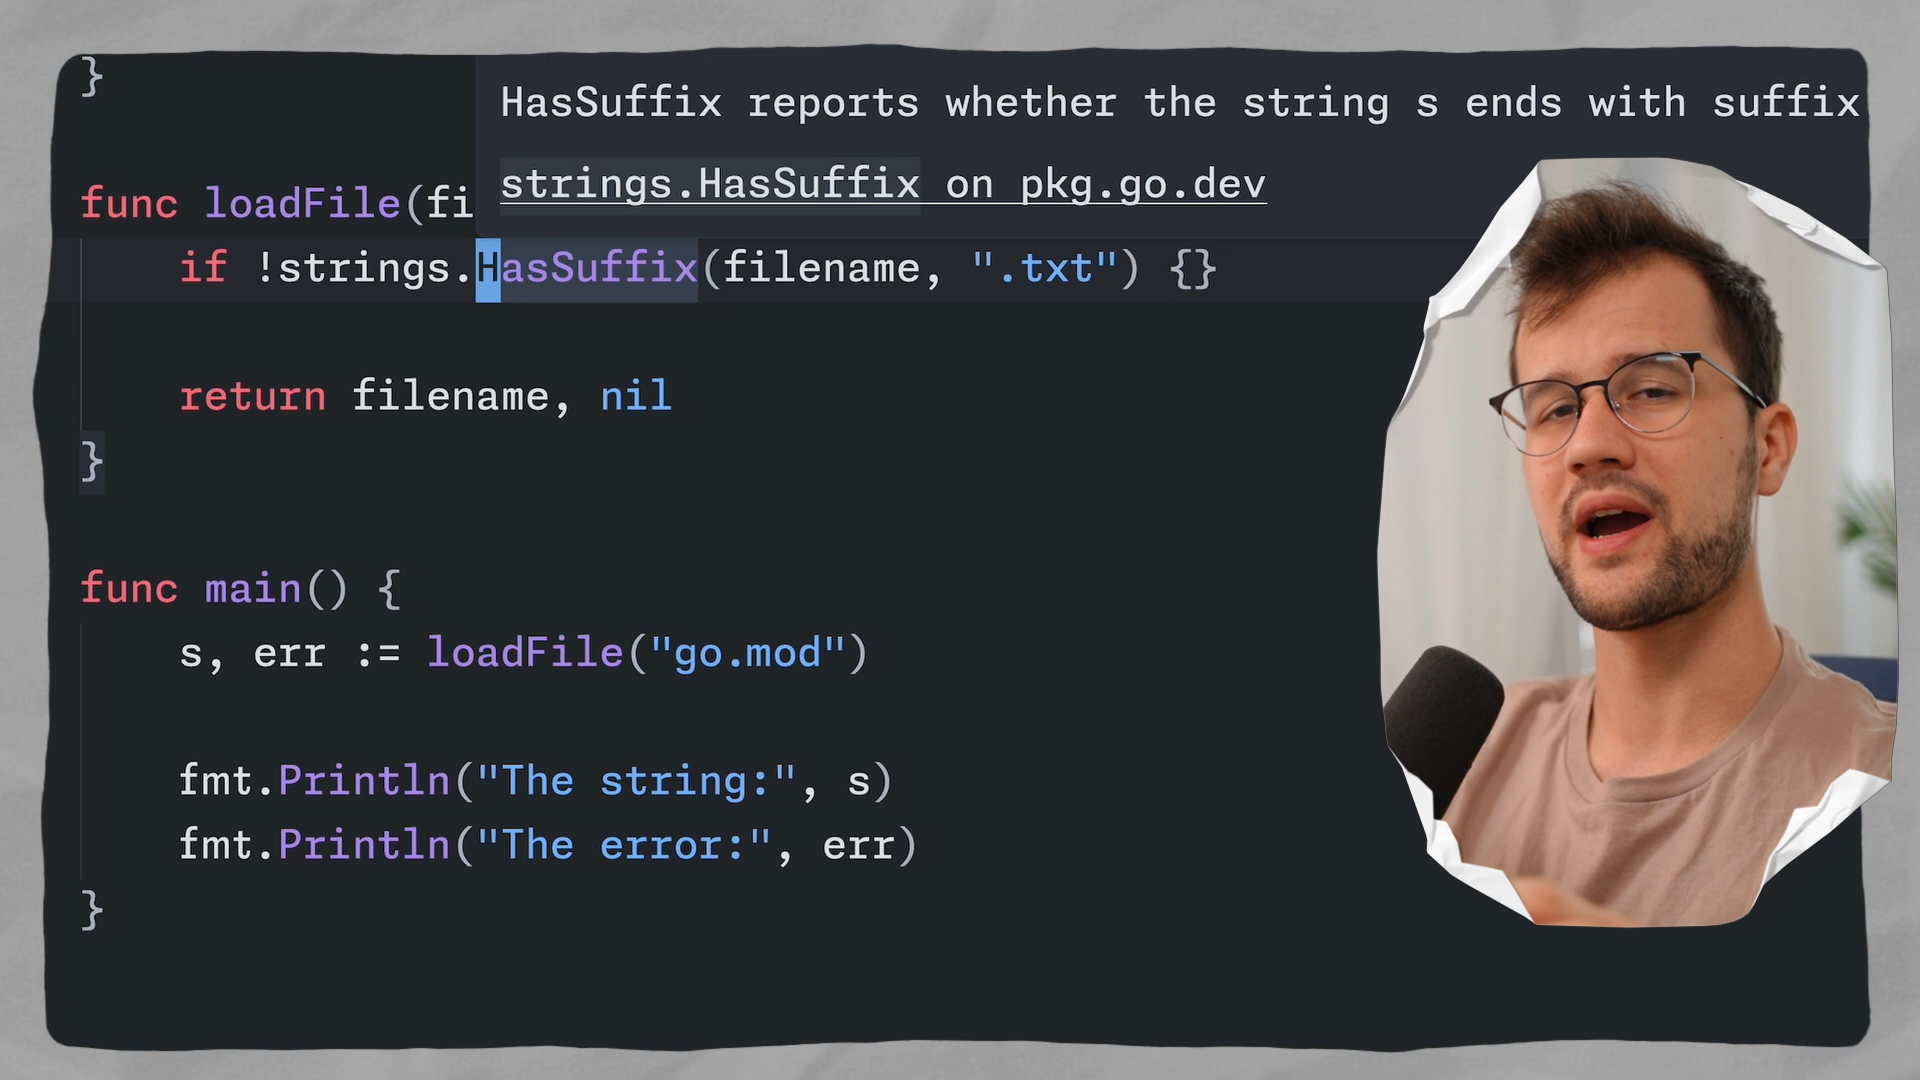 }
HasSuffix reports whether the string s ends with suffix
strings.HasSuffix on pkg.go.dev
func loadFile(fi
if !strings.HasSuffix(filename, ".txt") {}
return filename, nil
}
func main() {
s, err := loadFile("go.mod")
fmt.Println("The string:", s)
fmt.Println("The error:", err)
}